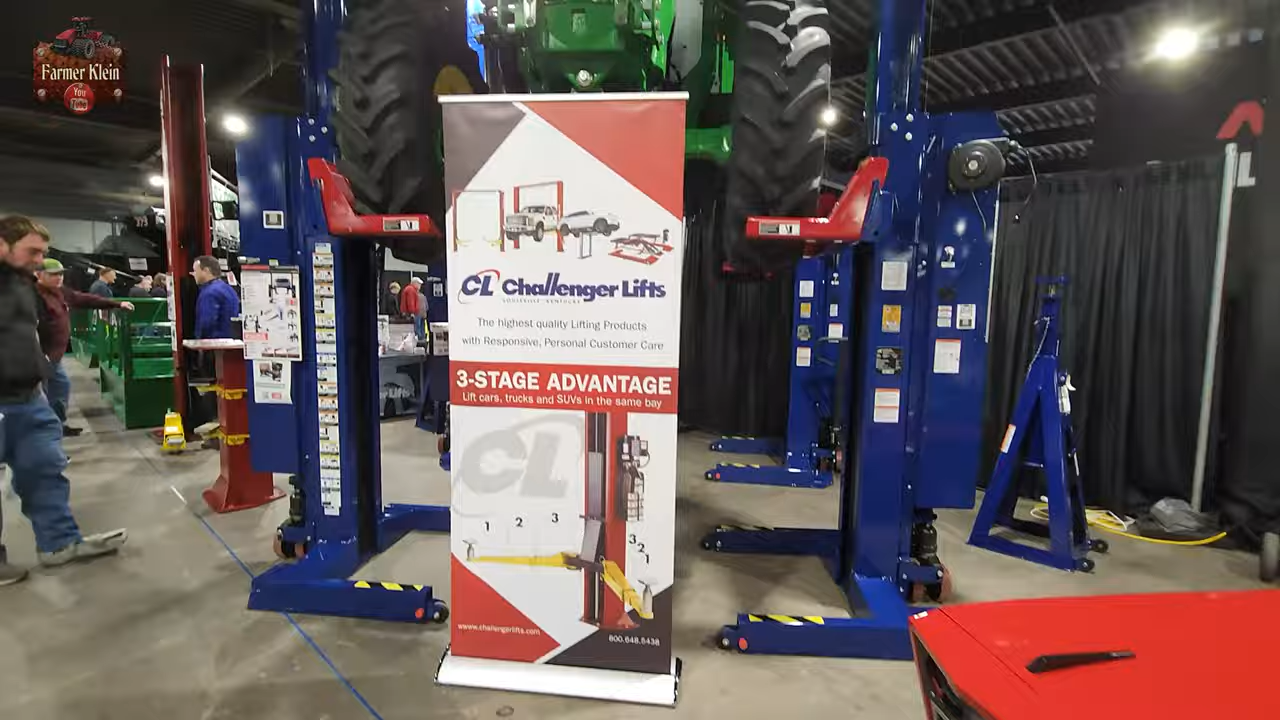 Farmer Klein
You
Tube
CL Challenger Lifts
LOUISVILLE, KENTUCKY
The highest quality Lifting Products
with Responsive, Personal Customer Care
3-STAGE ADVANTAGE
Lift cars, trucks and SUVs in the same bay
CL
1 2 3
3
2
1
www.challengerlifts.com
800.648.5438